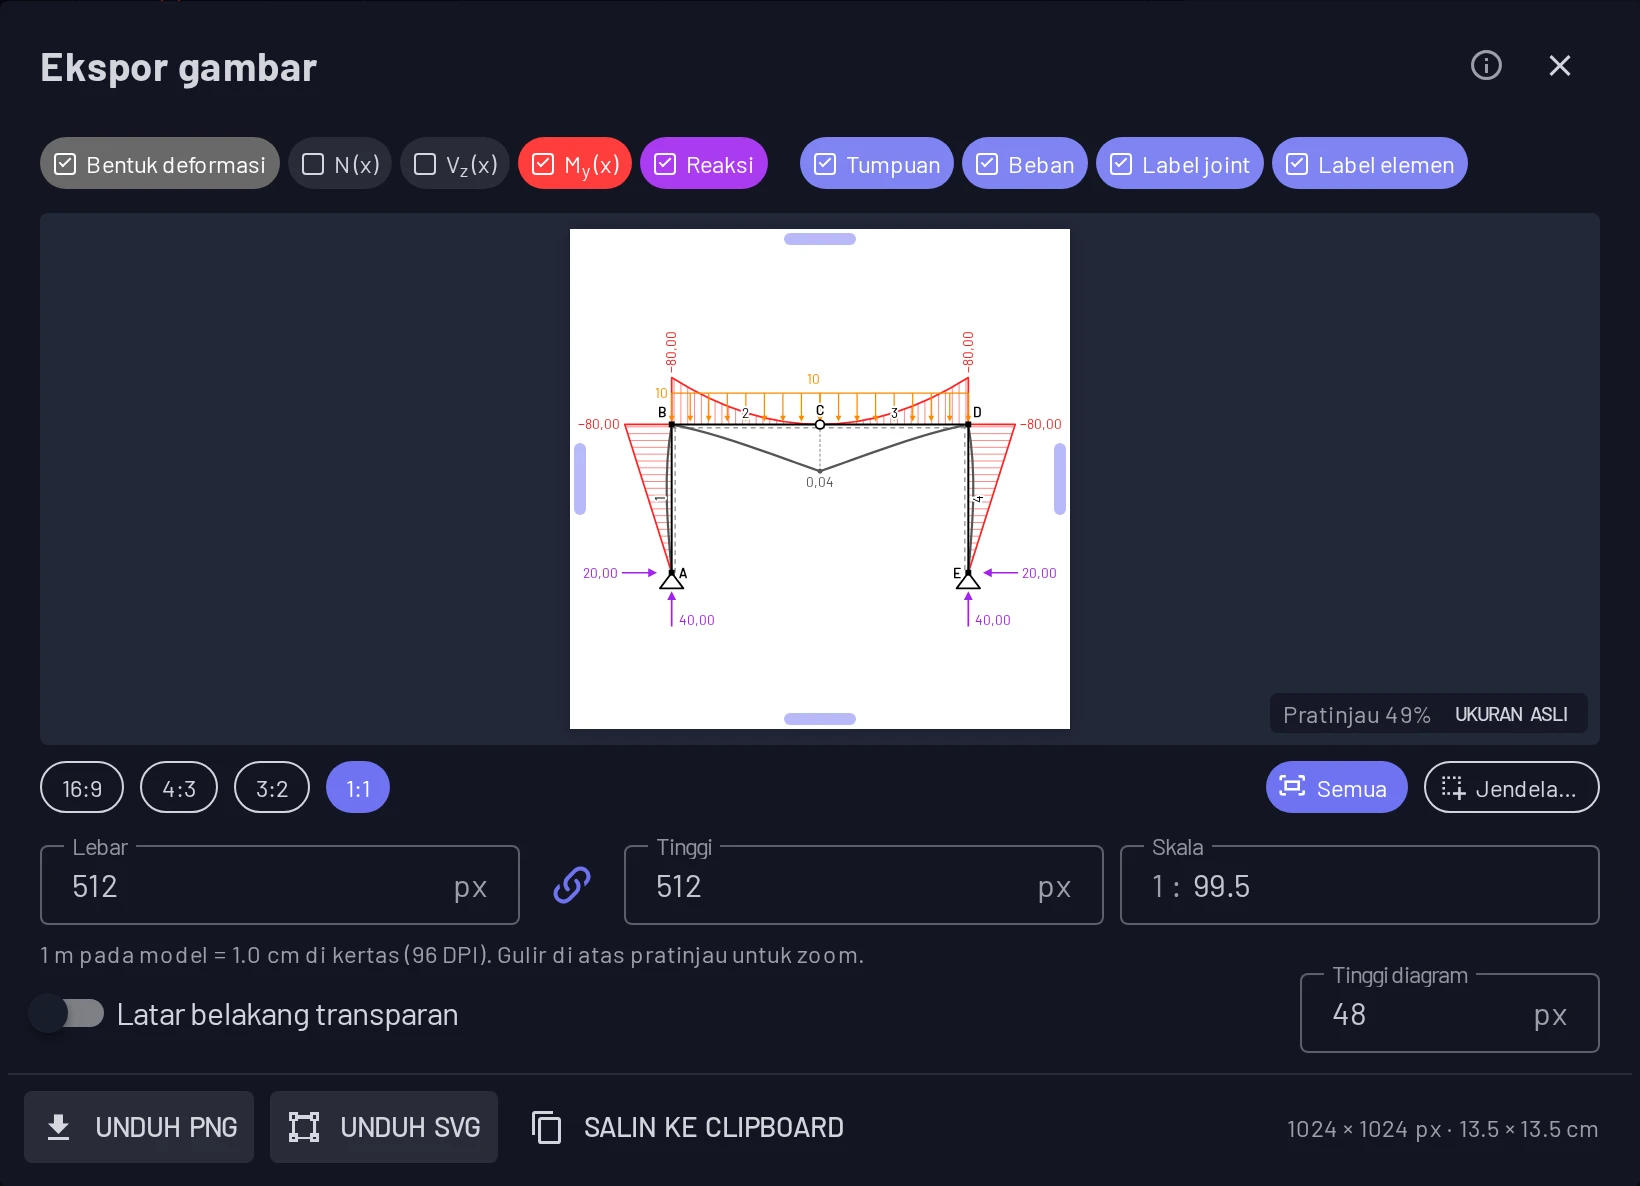 Ekspor gambar
Bentuk deformasi N(x) Vz(x) My(x) Reaksi Tumpuan Beban Label joint Label elemen
-80,00 -80,00
10
10
B 2 C 3 D
-80,00 -80,00
0,04
1 4
20,00 A E 20,00
40,00 40,00
Pratinjau 49% UKURAN ASLI
16:9 4:3 3:2 1:1 Semua Jendela...
Lebar Tinggi Skala
512 px 512 px 1 : 99.5
1 m pada model = 1.0 cm di kertas (96 DPI). Gulir di atas pratinjau untuk zoom.
Tinggi diagram
Latar belakang transparan 48 px
UNDUH PNG UNDUH SVG SALIN KE CLIPBOARD 1024 × 1024 px · 13.5 × 13.5 cm